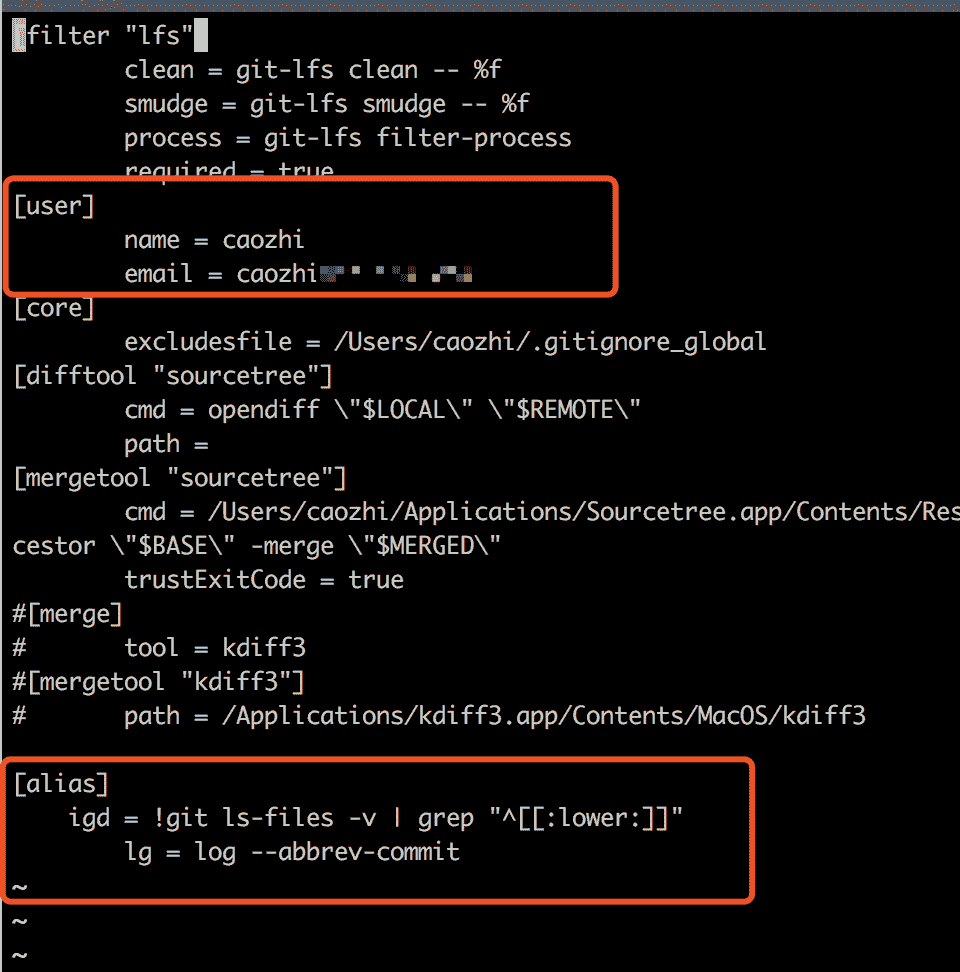 [filter "lfs"]
clean = git-lfs clean -- %f
smudge = git-lfs smudge -- %f
process = git-lfs filter-process
required = true
[user]
name = caozhi
email = caozhi
[core]
excludesfile = /Users/caozhi/.gitignore_global
[difftool "sourcetree"]
cmd = opendiff \"$LOCAL\" \"$REMOTE\"
path =
[mergetool "sourcetree"]
cmd = /Users/caozhi/Applications/Sourcetree.app/Contents/Res
cestor \"$BASE\" -merge \"$MERGED\"
trustExitCode = true
#[merge]
#       tool = kdiff3
#[mergetool "kdiff3"]
#       path = /Applications/kdiff3.app/Contents/MacOS/kdiff3
[alias]
igd = !git ls-files -v | grep "^[[:lower:]]"
lg = log --abbrev-commit
~
~
~